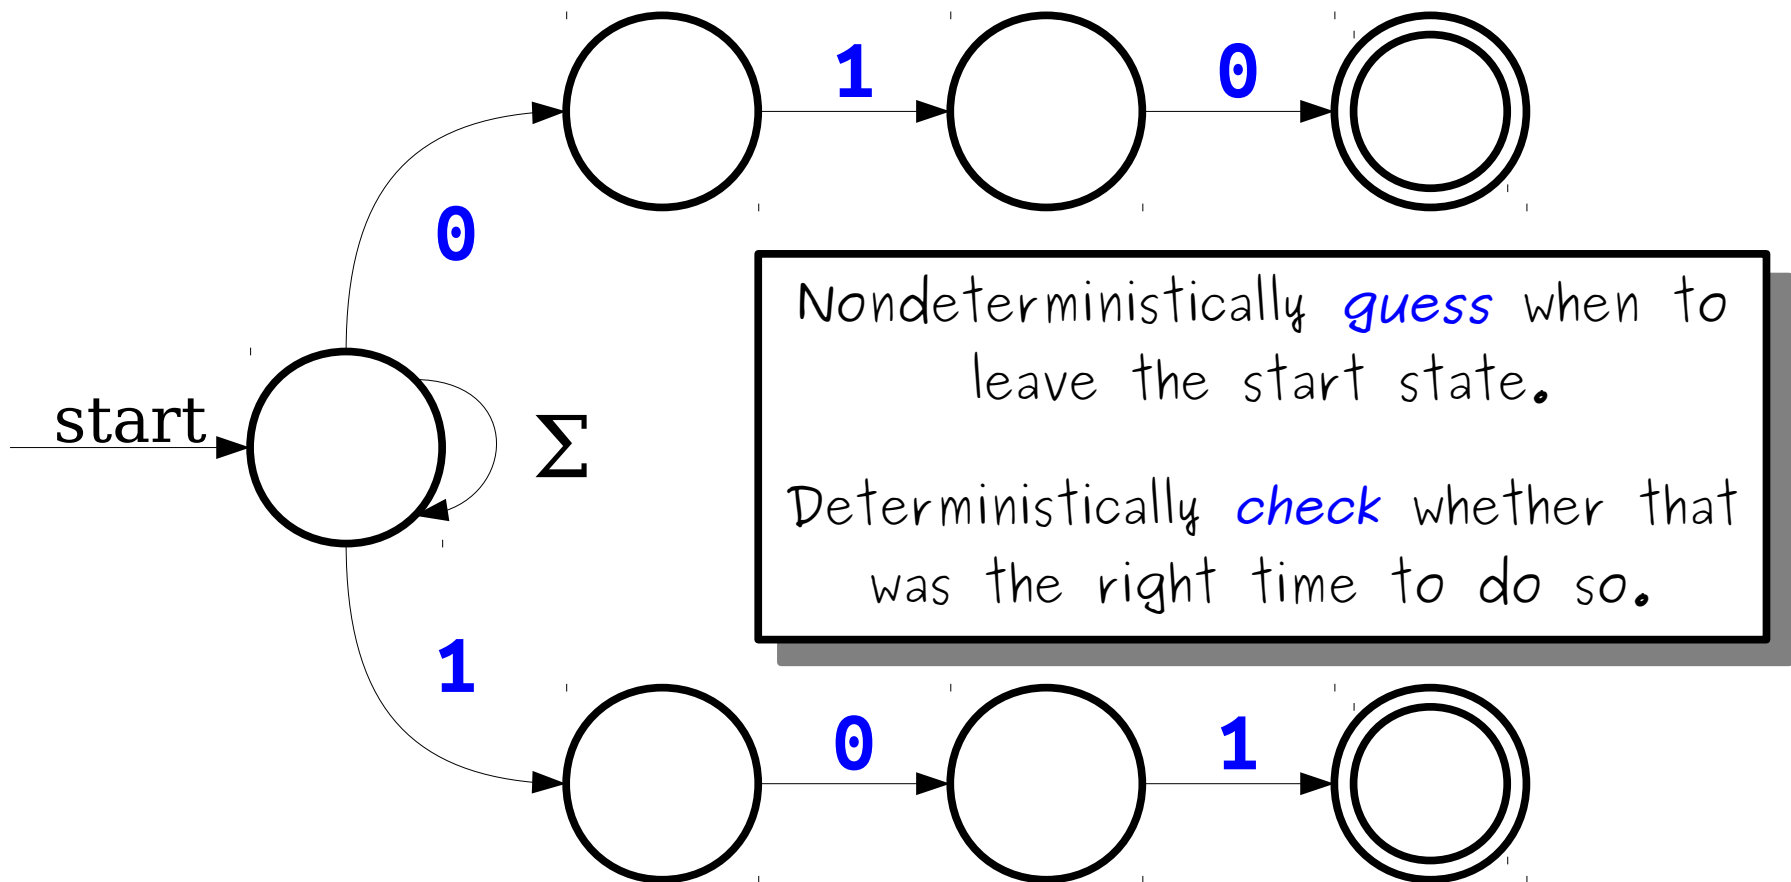 1
0
0
Nondeterministically guess when to
leave the start state.
start
Σ
Deterministically check whether that
was the right time to do so.
1
0
1